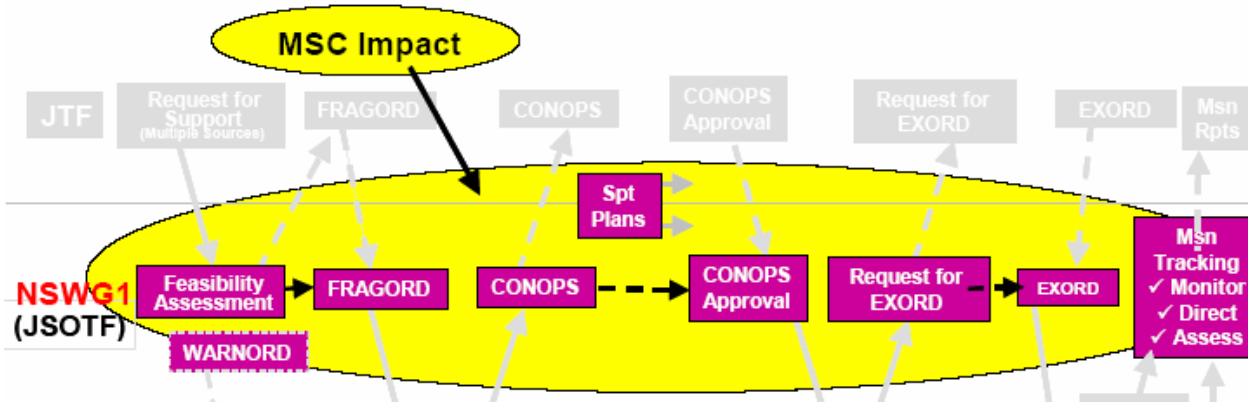 MSC Impact
JTF
Request for
Support
(Multiple Sources)
FRAGORD
CONOPS
CONOPS
Approval
Request for
EXORD
EXORD
Msn
Rpts
Spt
Plans
NSWG1
(JSOTF)
Feasibility
Assessment
FRAGORD
CONOPS
CONOPS
Approval
Request for
EXORD
EXORD
Msn
Tracking
✓ Monitor
✓ Direct
✓ Assess
WARNORD